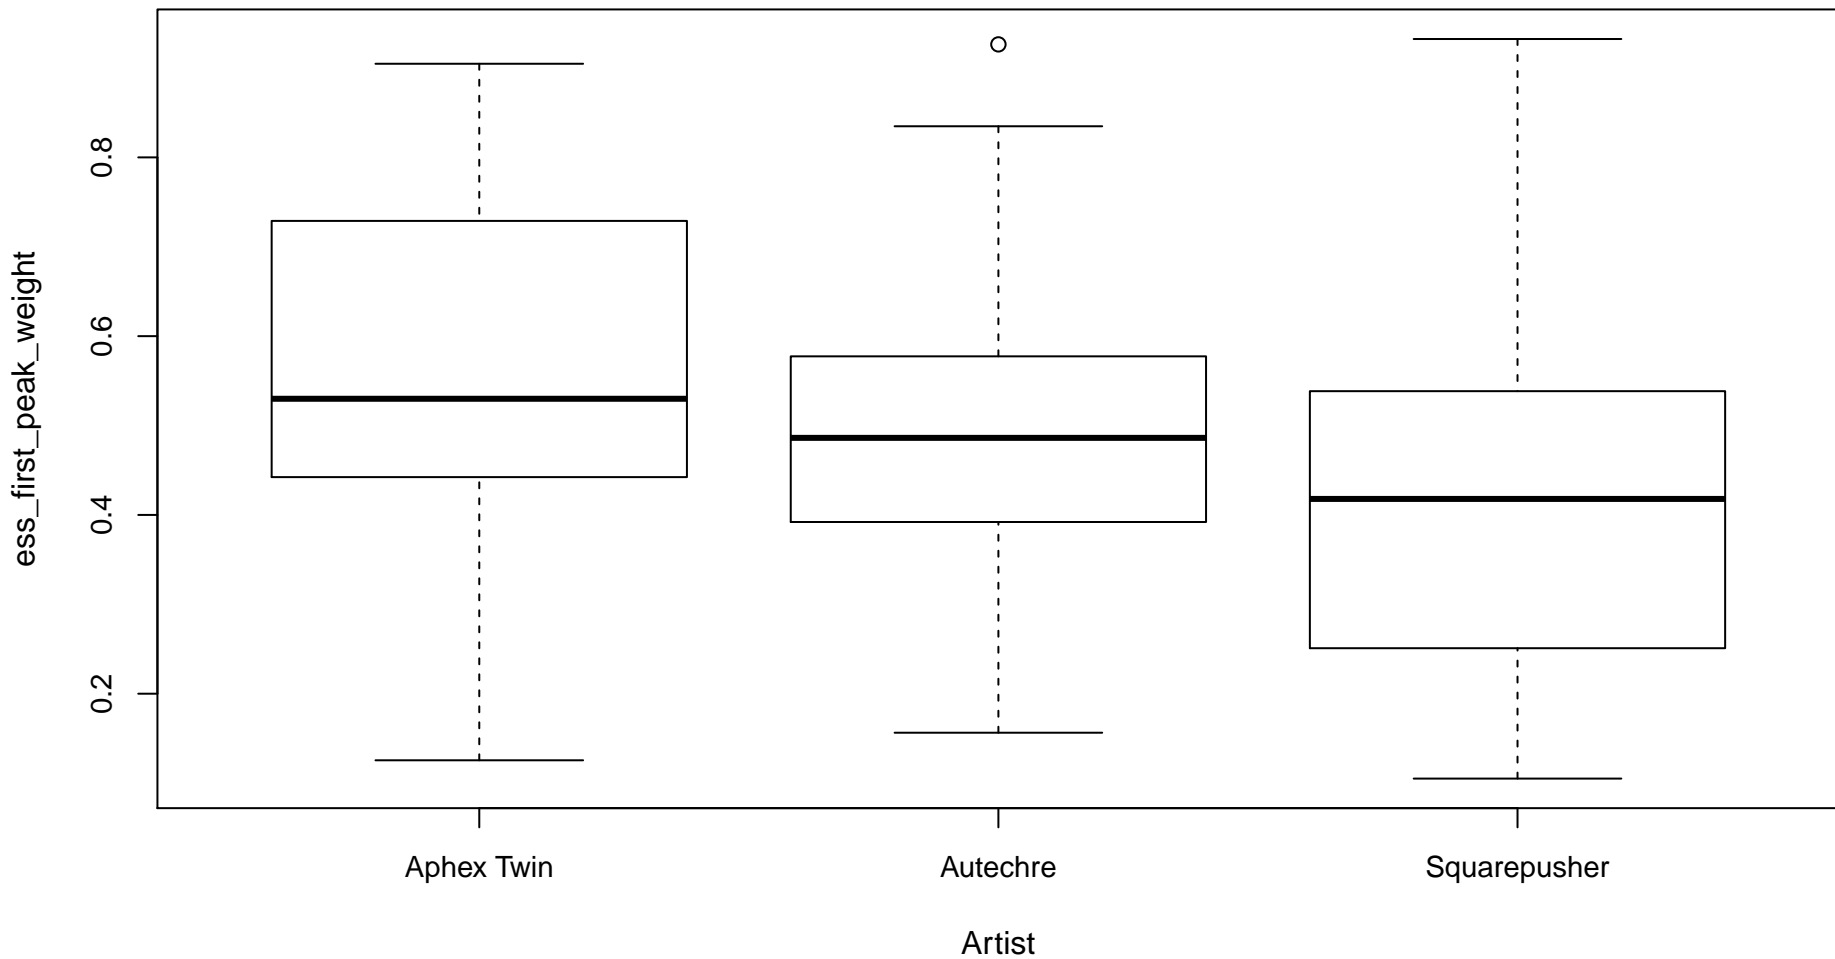 ess_first_peak_weight
0.8
0.6
0.4
0.2
Aphex Twin
Autechre
Squarepusher
Artist